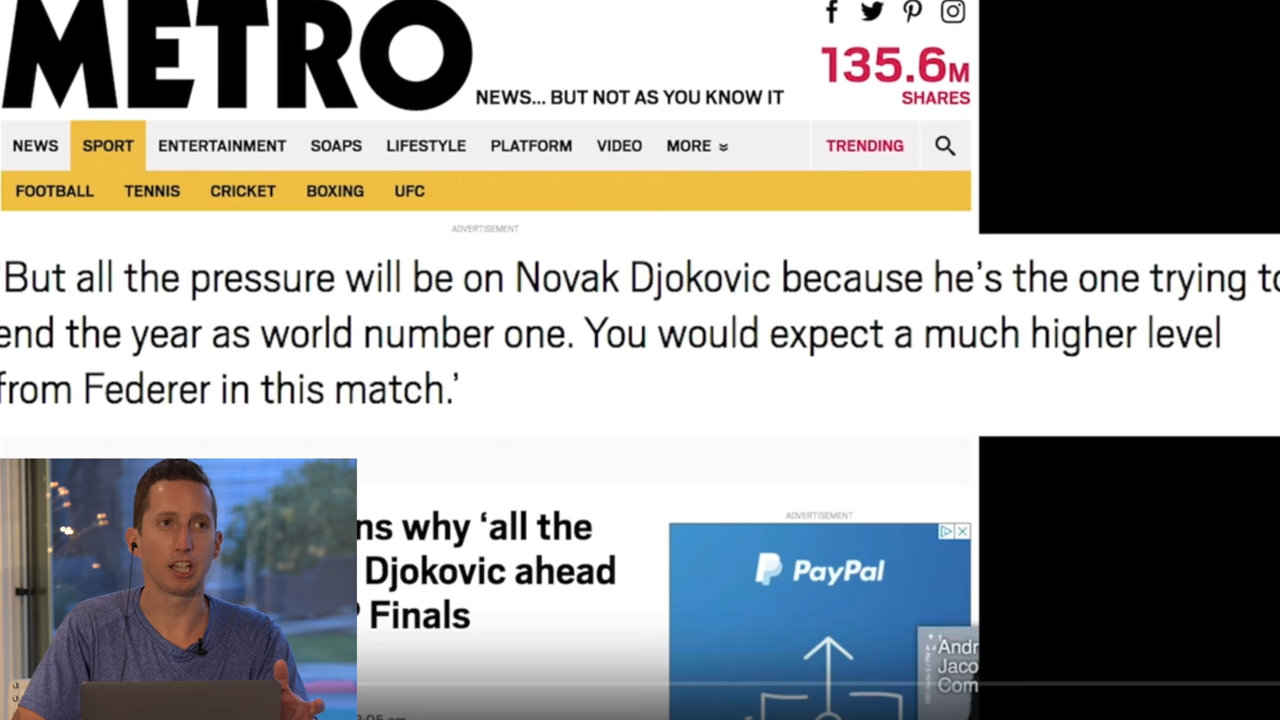 METRO
NEWS... BUT NOT AS YOU KNOW IT
135.6M
SHARES
NEWS SPORT ENTERTAINMENT SOAPS LIFESTYLE PLATFORM VIDEO MORE TRENDING
FOOTBALL TENNIS CRICKET BOXING UFC
ADVERTISEMENT
'But all the pressure will be on Novak Djokovic because he's the one trying to
end the year as world number one. You would expect a much higher level
from Federer in this match.'
ns why 'all the
Djokovic ahead
Finals
ADVERTISEMENT
PayPal
Andr
Jaco
Com